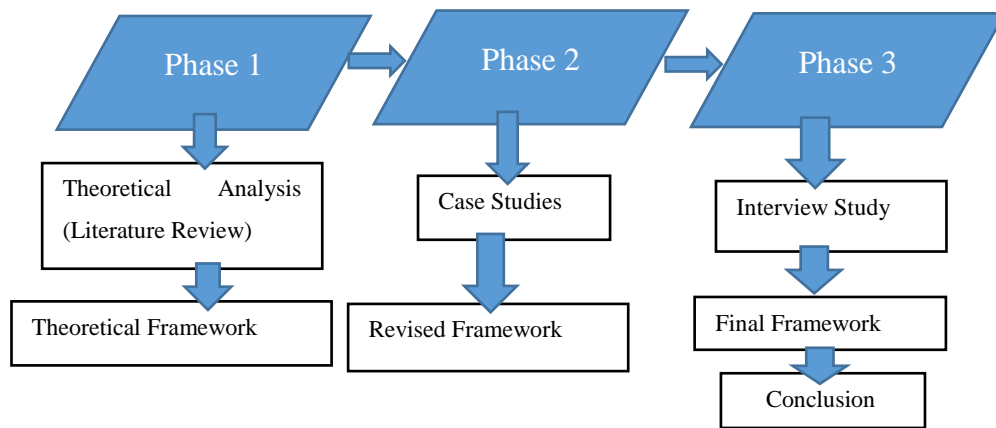 Phase 1
Phase 2
Phase 3
Theoretical Analysis
(Literature Review)
Case Studies
Interview Study
Theoretical Framework
Revised Framework
Final Framework
Conclusion